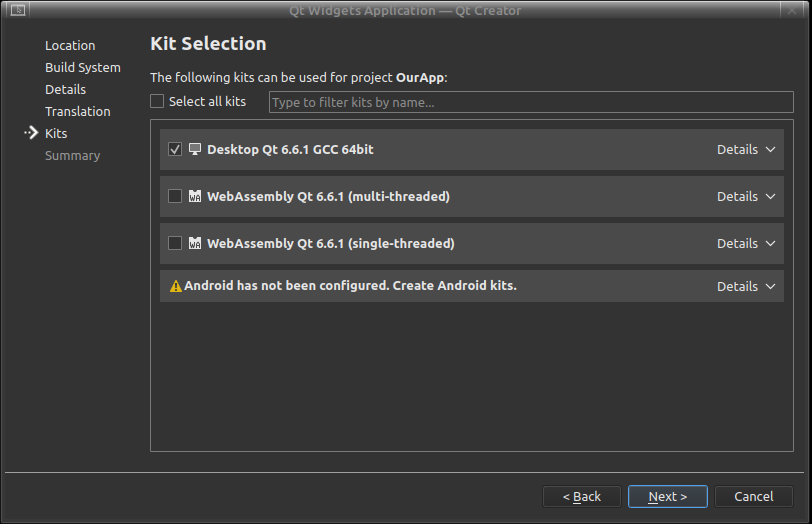 Qt Widgets Application — Qt Creator
Location
Build System
Details
Translation
Kits
Summary
Kit Selection
The following kits can be used for project OurApp:
Select all kits
Type to filter kits by name...
Desktop Qt 6.6.1 GCC 64bit
Details
WA
WebAssembly Qt 6.6.1 (multi-threaded)
Details
WA
WebAssembly Qt 6.6.1 (single-threaded)
Details
Android has not been configured. Create Android kits.
Details
< Back
Next >
Cancel